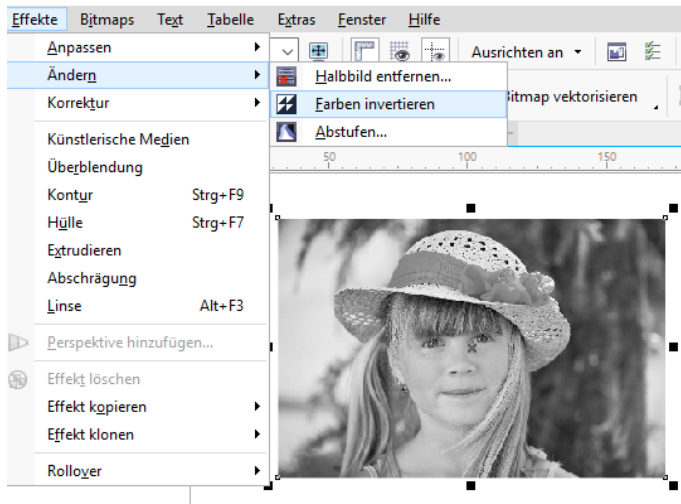 Effekte Bitmaps Text Tabelle Extras Fenster Hilfe
Anpassen
Ausrichten an
Ändern
Halbbild entfernen...
Korrektur
Farben invertieren
Bitmap vektorisieren
Abstufen...
Künstlerische Medien
Überblendung
50 100 150
Kontur Strg+F9
Hülle Strg+F7
Extrudieren
Abschrägung
Linse Alt+F3
Perspektive hinzufügen...
Effekt löschen
Effekt kopieren
Effekt klonen
Rollover